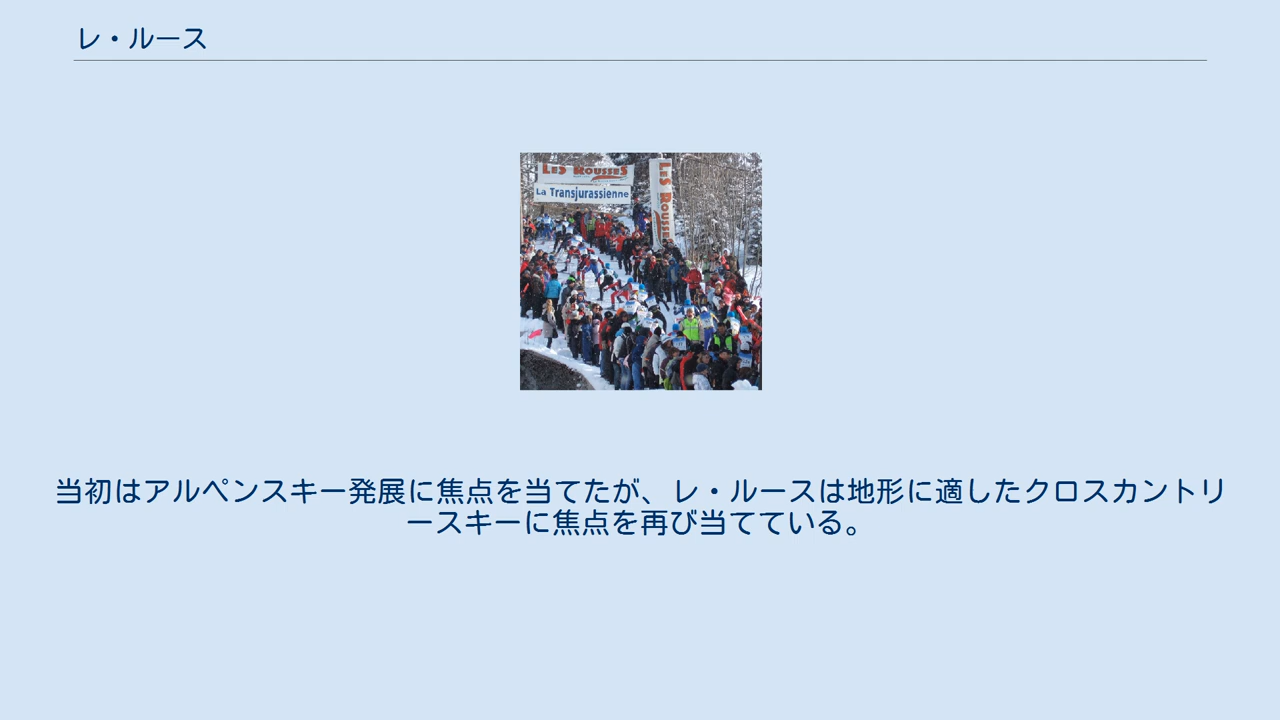 レ・ルース
LES ROUSSES
La Transjurassienne
LES ROUSSES
当初はアルペンスキー発展に焦点を当てたが、レ・ルースは地形に適したクロスカントリ
ースキーに焦点を再び当てている。